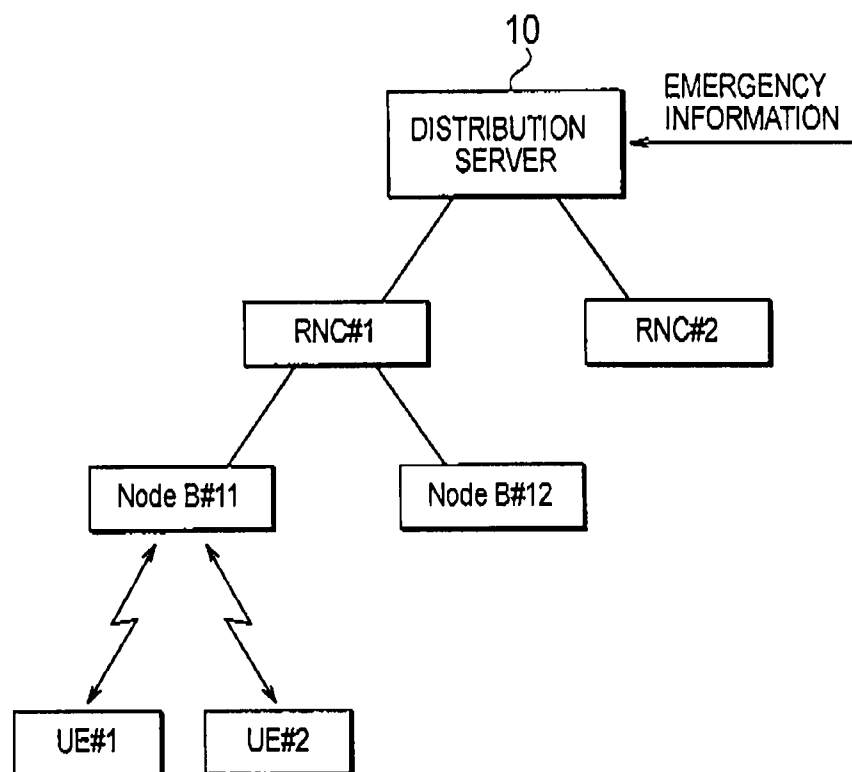 10
EMERGENCY
INFORMATION
DISTRIBUTION
SERVER
RNC#1
RNC#2
Node B#11
Node B#12
UE#1
UE#2